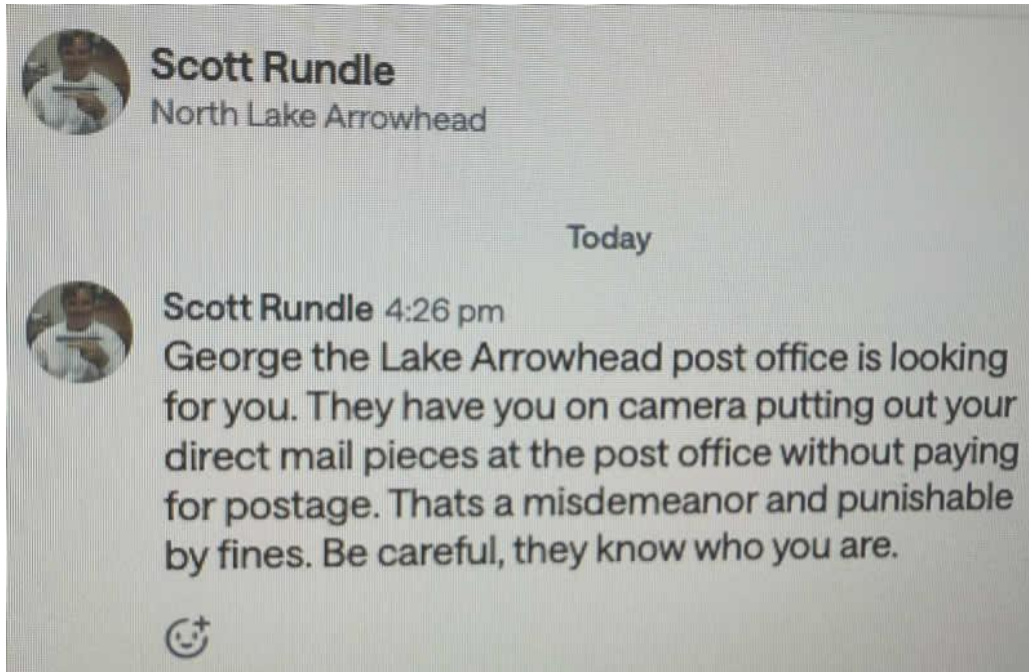 Scott Rundle
North Lake Arrowhead
Today
Scott Rundle 4:26 pm
George the Lake Arrowhead post office is looking
for you. They have you on camera putting out your
direct mail pieces at the post office without paying
for postage. Thats a misdemeanor and punishable
by fines. Be careful, they know who you are.